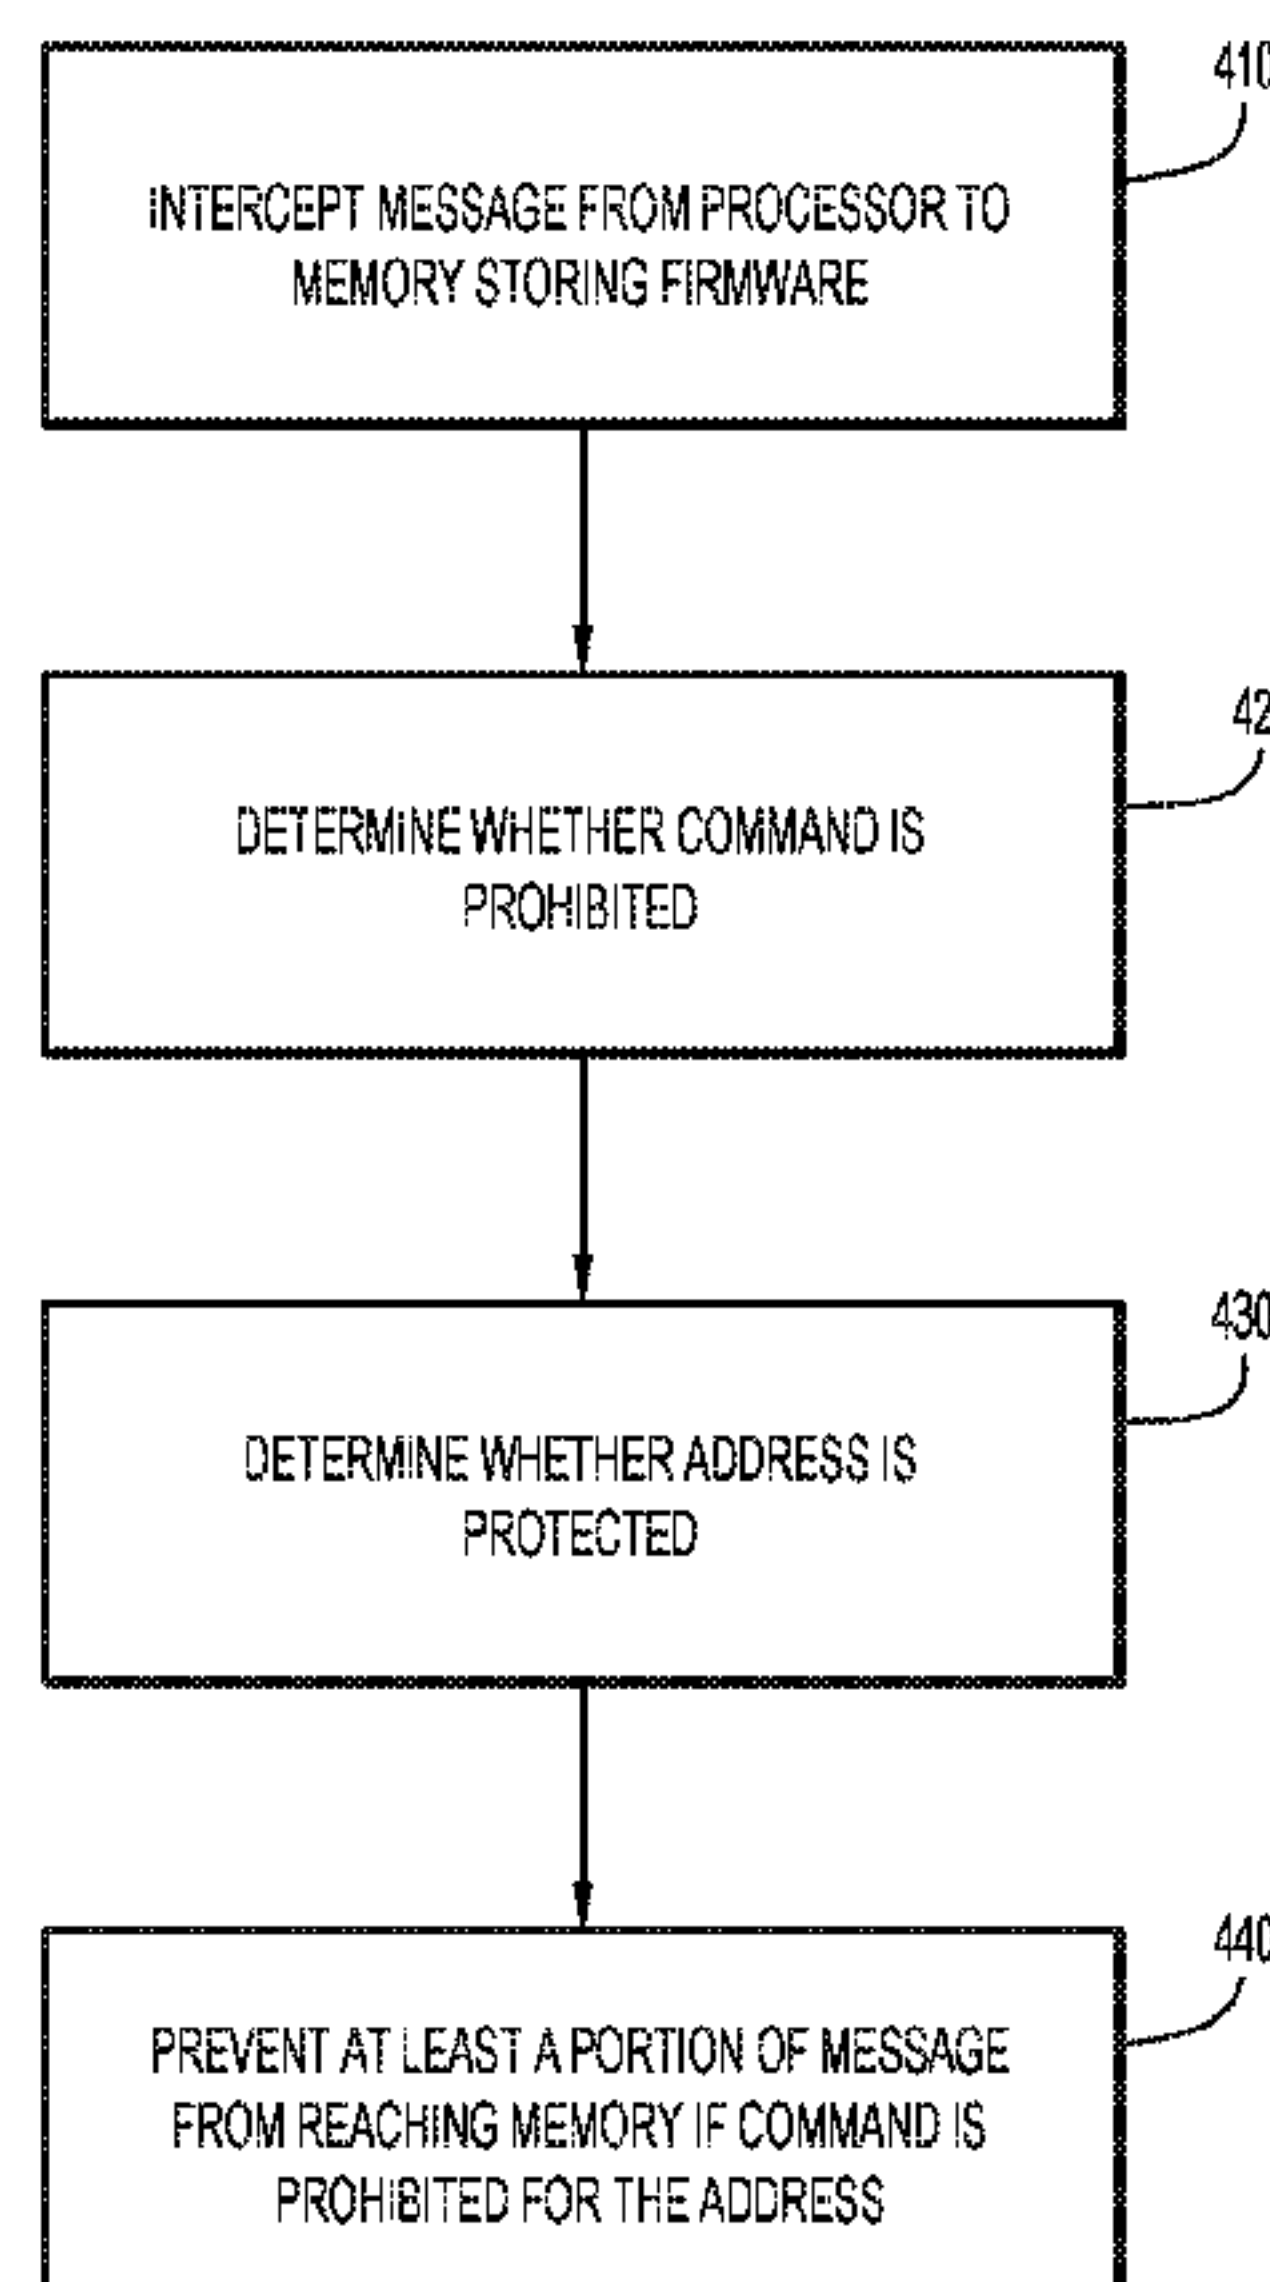 410
INTERCEPT MESSAGE FROM PROCESSOR TO
MEMORY STORING FIRMWARE
42
DETERMINE WHETHER COMMAND IS
PROHIBITED
430
DETERMINE WHETHER ADDRESS IS
PROTECTED
440
PREVENT AT LEAST A PORTION OF MESSAGE
FROM REACHING MEMORY IF COMMAND IS
PROHIBITED FOR THE ADDRESS